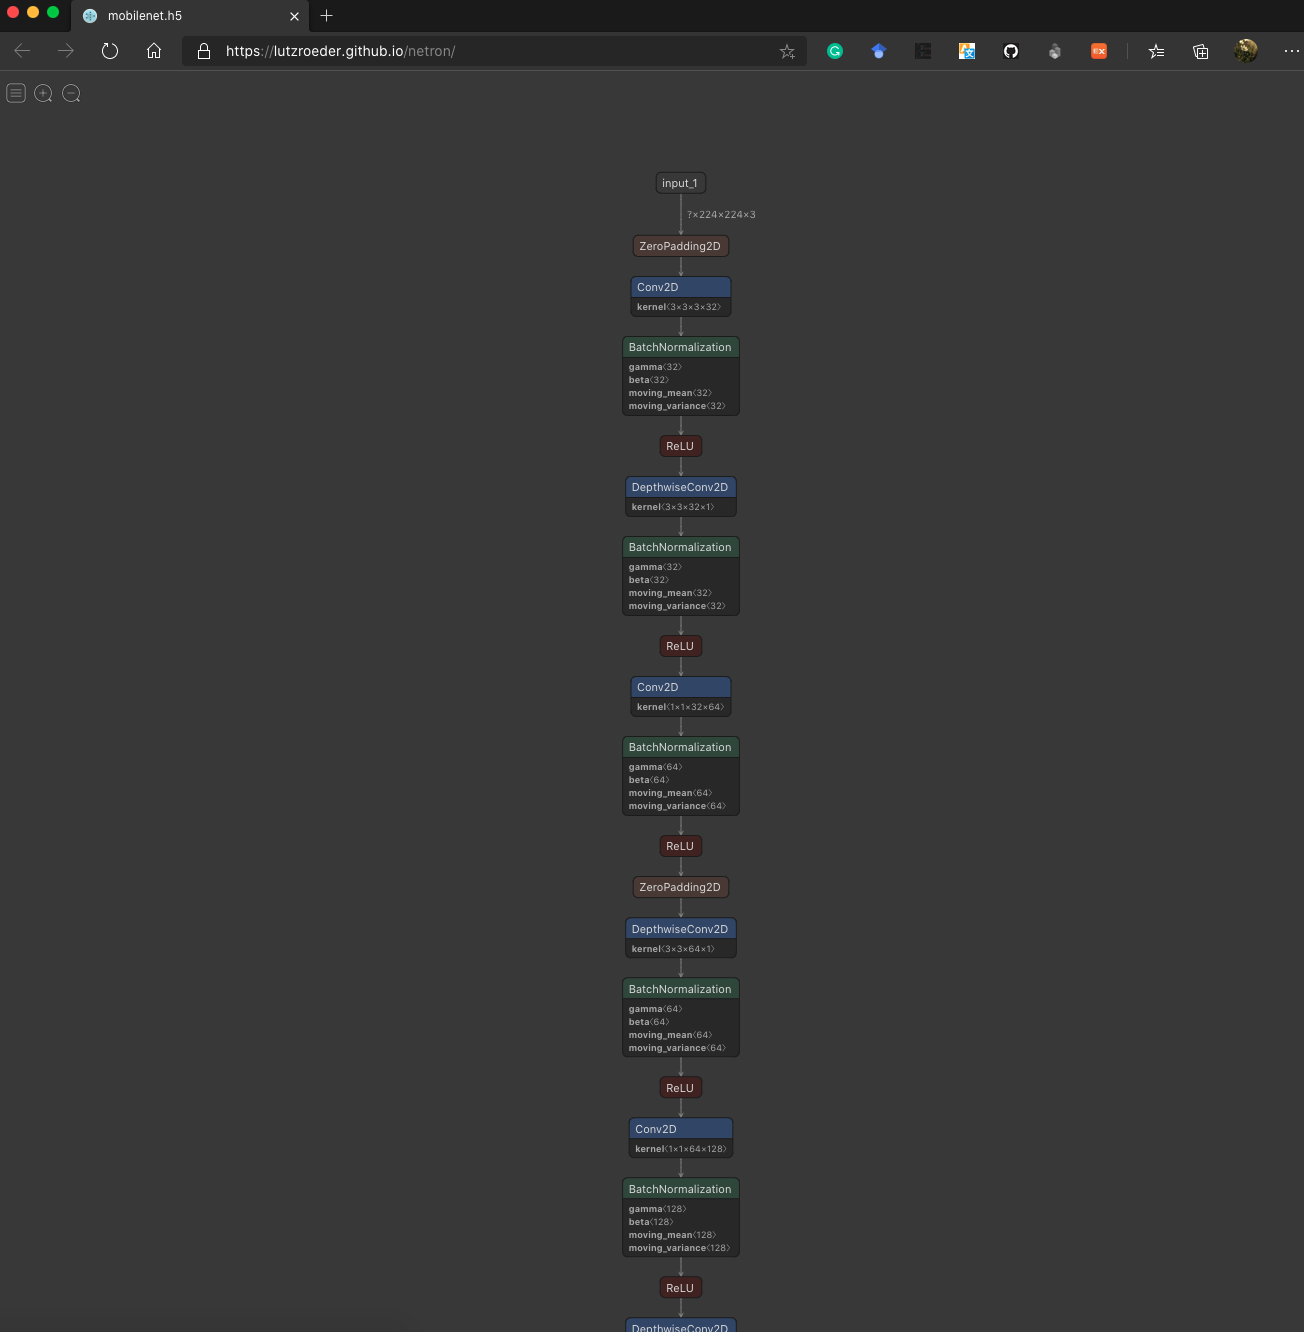 mobilenet.h5
https://lutzroeder.github.io/netron/
input_1
?×224×224×3
ZeroPadding2D
Conv2D
kernel⟨3×3×3×32⟩
BatchNormalization
gamma⟨32⟩
beta⟨32⟩
moving_mean⟨32⟩
moving_variance⟨32⟩
ReLU
DepthwiseConv2D
kernel⟨3×3×32×1⟩
BatchNormalization
gamma⟨32⟩
beta⟨32⟩
moving_mean⟨32⟩
moving_variance⟨32⟩
ReLU
Conv2D
kernel⟨1×1×32×64⟩
BatchNormalization
gamma⟨64⟩
beta⟨64⟩
moving_mean⟨64⟩
moving_variance⟨64⟩
ReLU
ZeroPadding2D
DepthwiseConv2D
kernel⟨3×3×64×1⟩
BatchNormalization
gamma⟨64⟩
beta⟨64⟩
moving_mean⟨64⟩
moving_variance⟨64⟩
ReLU
Conv2D
kernel⟨1×1×64×128⟩
BatchNormalization
gamma⟨128⟩
beta⟨128⟩
moving_mean⟨128⟩
moving_variance⟨128⟩
ReLU
DepthwiseConv2D